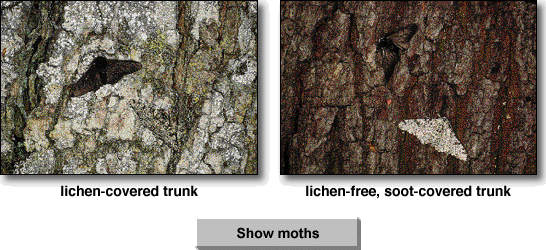 lichen-covered trunk
lichen-free, soot-covered trunk
Show moths